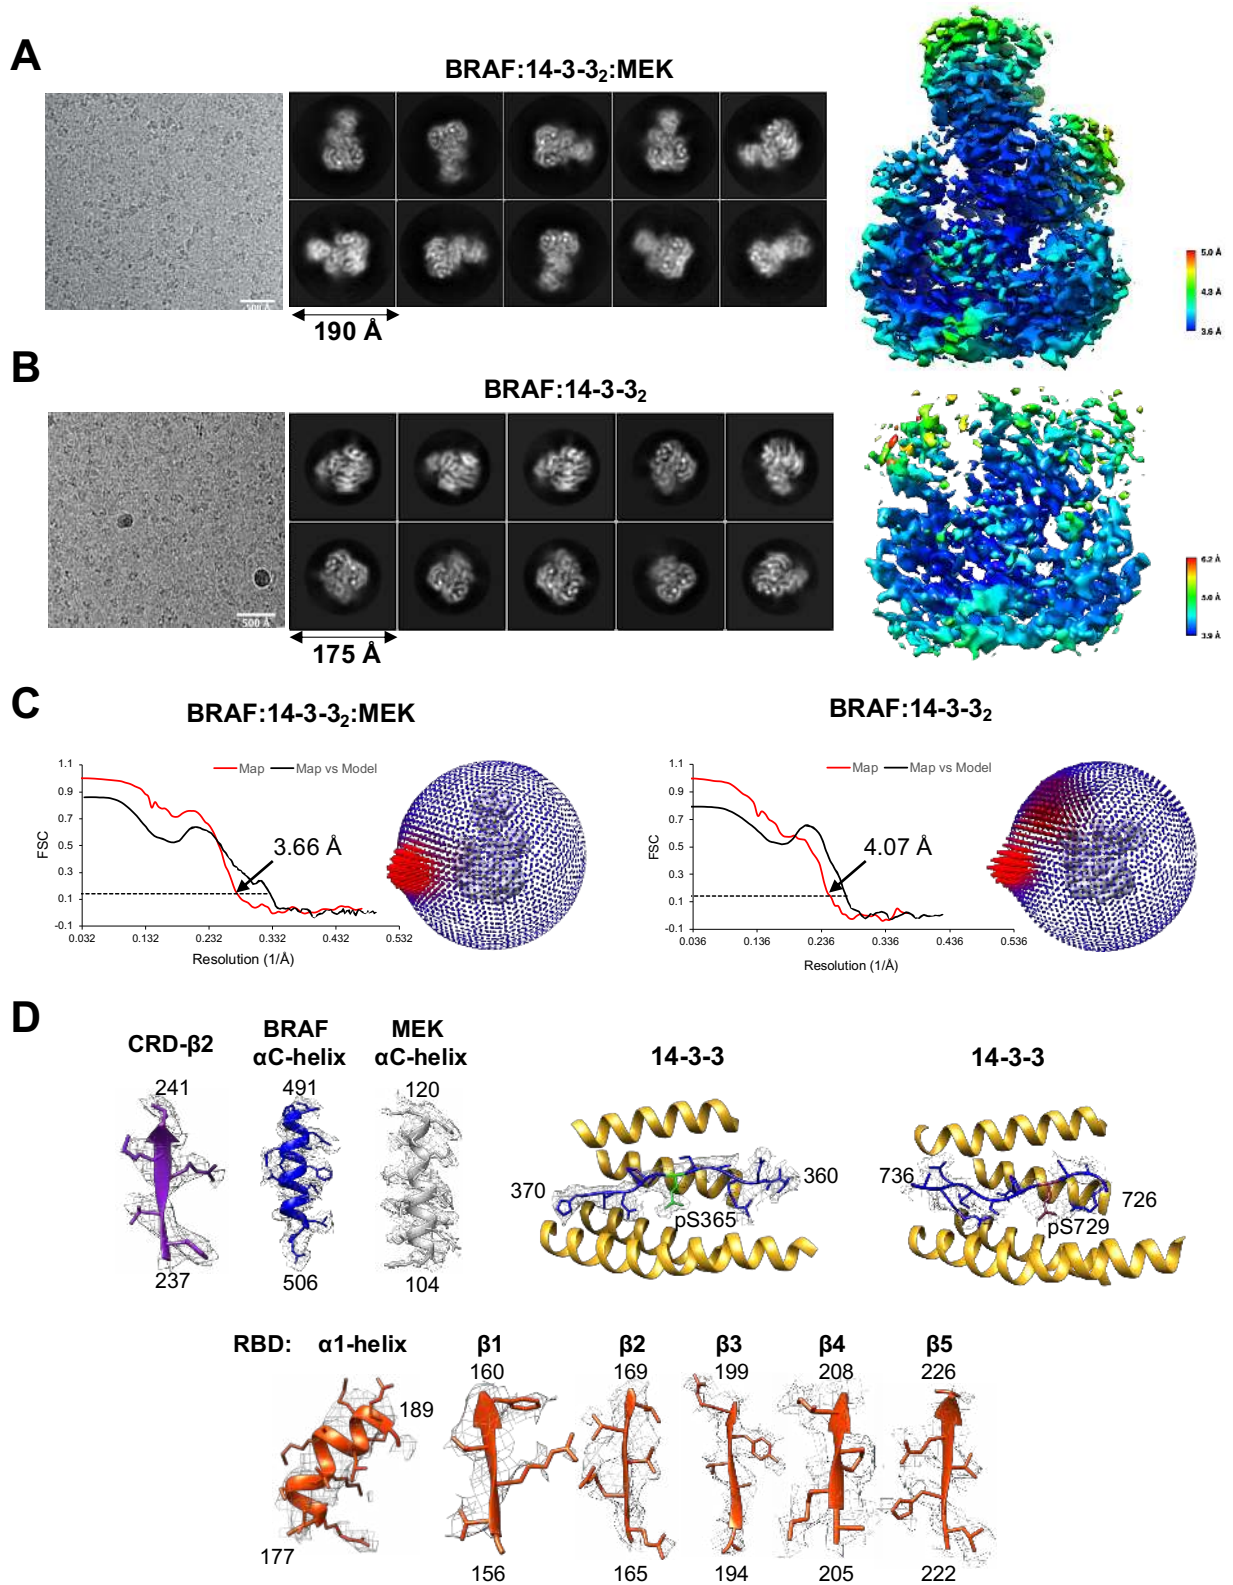 A
BRAF:14-3-3₂:MEK
500 Å
190 Å
5.0 Å
4.3 Å
3.6 Å
B
BRAF:14-3-3₂
500 Å
175 Å
6.2 Å
5.0 Å
3.9 Å
C
BRAF:14-3-3₂:MEK
1.1
0.9
0.7
0.5
0.3
0.1
-0.1
FSC
Map
Map vs Model
3.66 Å
0.032 0.132 0.232 0.332 0.432 0.532
Resolution (1/Å)
BRAF:14-3-3₂
1.1
0.9
0.7
0.5
0.3
0.1
-0.1
FSC
Map
Map vs Model
4.07 Å
0.036 0.136 0.236 0.336 0.436 0.536
Resolution (1/Å)
D
CRD-β2
241
237
BRAF
αC-helix
491
506
MEK
αC-helix
120
104
14-3-3
370
360
pS365
14-3-3
736
726
pS729
RBD: α1-helix
189
177
β1
160
156
β2
169
165
β3
199
194
β4
208
205
β5
226
222